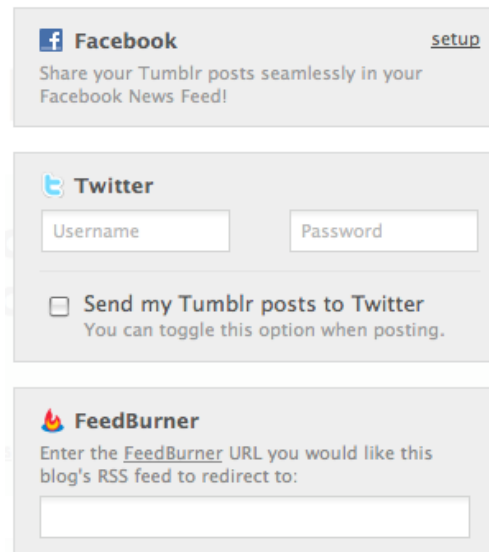 Facebook setup
Share your Tumblr posts seamlessly in your
Facebook News Feed!
Twitter
Username Password
Send my Tumblr posts to Twitter
You can toggle this option when posting.
FeedBurner
Enter the FeedBurner URL you would like this
blog's RSS feed to redirect to: